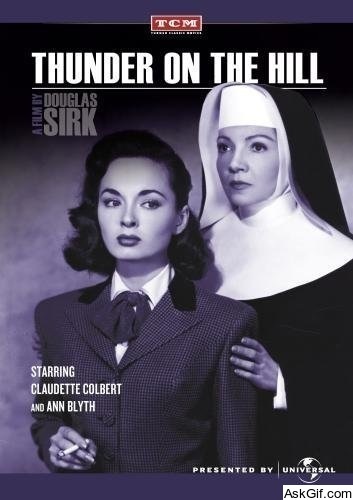 TCM
TURNER CLASSIC MOVIES
THUNDER ON THE HILL
A FILM BY
DOUGLAS
SIRK
STARRING
CLAUDETTE COLBERT
AND ANN BLYTH
PRESENTED BY UNIVERSAL
AskGif.com